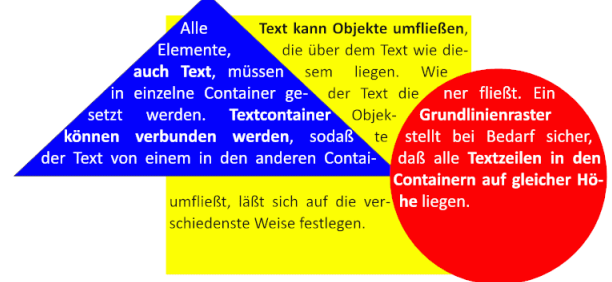 Alle
Elemente,
auch Text, müssen
in einzelne Container ge-
setzt werden. Textcontainer
können verbunden werden, sodaß
der Text von einem in den anderen Contai-
ner fließt. Ein
Grundlinienraster
stellt bei Bedarf sicher,
daß alle Textzeilen in den
Containern auf gleicher Hö-
he liegen.
Text kann Objekte umfließen,
die über dem Text wie die-
sem liegen. Wie
der Text die
Objek-
te
umfließt, läßt sich auf die ver-
schiedenste Weise festlegen.